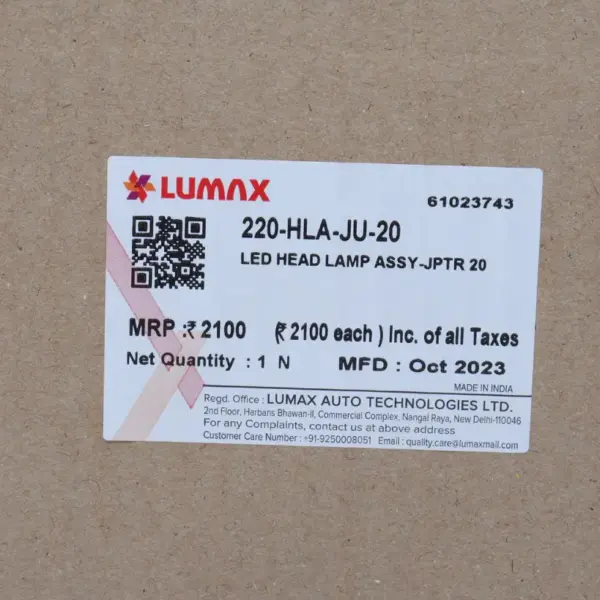 LUMAX
61023743
220-HLA-JU-20
LED HEAD LAMP ASSY-JPTR 20
MRP :₹ 2100 (₹ 2100 each ) Inc. of all Taxes
Net Quantity : 1 N MFD : Oct 2023
MADE IN INDIA
Regd. Office : LUMAX AUTO TECHNOLOGIES LTD.
2nd Floor, Harbans Bhawan-II, Commercial Complex, Nangal Raya, New Delhi-110046
For any Complaints, contact us at above address
Customer Care Number : +91-9250008051 Email : quality.care@lumaxmail.com